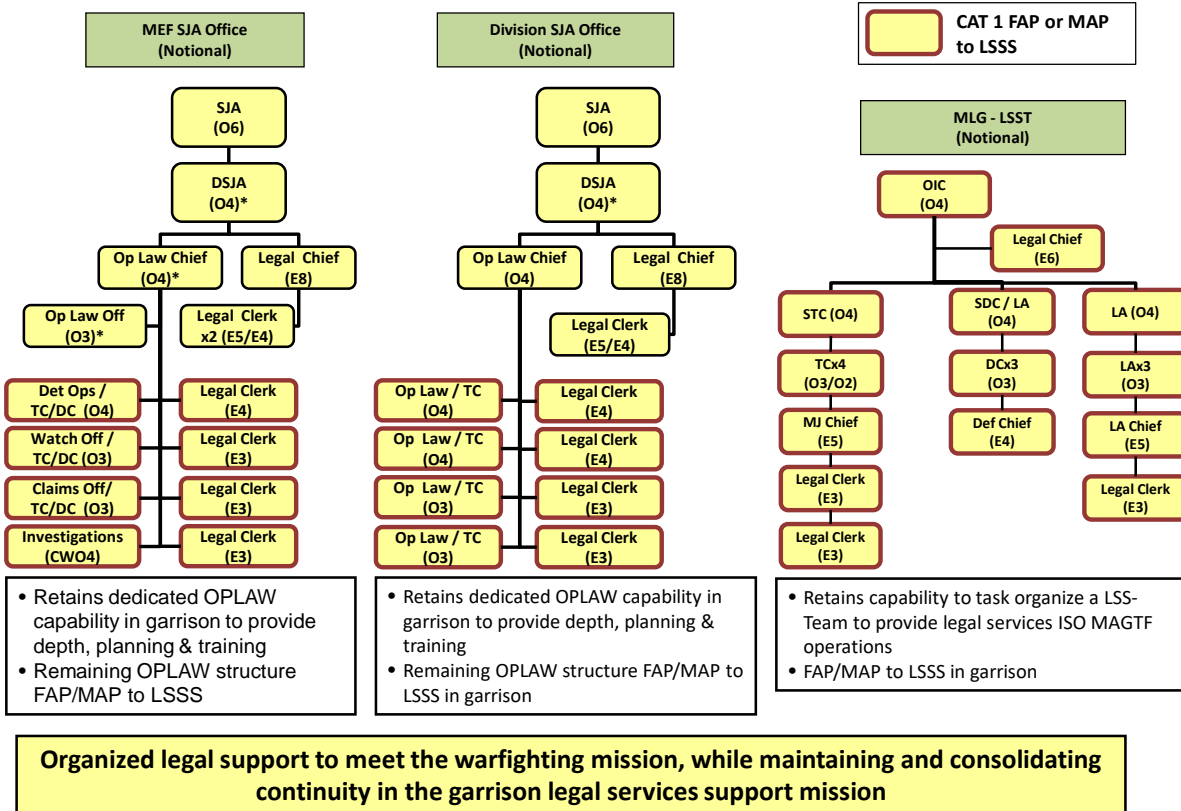 MEF SJA Office
(Notional)
SJA
(O6)
DSJA
(O4)*
Op Law Chief
(O4)*
Legal Chief
(E8)
Op Law Off
(O3)*
Legal Clerk
x2 (E5/E4)
Det Ops /
TC/DC (O4)
Legal Clerk
(E4)
Watch Off /
TC/DC (O3)
Legal Clerk
(E3)
Claims Off/
TC/DC (O3)
Legal Clerk
(E3)
Investigations
(CWO4)
Legal Clerk
(E3)
• Retains dedicated OPLAW
capability in garrison to provide
depth, planning & training
• Remaining OPLAW structure
FAP/MAP to LSSS
Division SJA Office
(Notional)
SJA
(O6)
DSJA
(O4)*
Op Law Chief
(O4)
Legal Chief
(E8)
Legal Clerk
(E5/E4)
Op Law / TC
(O4)
Legal Clerk
(E4)
Op Law / TC
(O4)
Legal Clerk
(E4)
Op Law / TC
(O3)
Legal Clerk
(E3)
Op Law / TC
(O3)
Legal Clerk
(E3)
• Retains dedicated OPLAW capability in
garrison to provide depth, planning &
training
• Remaining OPLAW structure FAP/MAP to
LSSS in garrison
CAT 1 FAP or MAP
to LSSS
MLG - LSST
(Notional)
OIC
(O4)
Legal Chief
(E6)
STC (O4)
SDC / LA
(O4)
LA (O4)
TCx4
(O3/O2)
DCx3
(O3)
LAx3
(O3)
MJ Chief
(E5)
Def Chief
(E4)
LA Chief
(E5)
Legal Clerk
(E3)
Legal Clerk
(E3)
Legal Clerk
(E3)
• Retains capability to task organize a LSS-
Team to provide legal services ISO MAGTF
operations
• FAP/MAP to LSSS in garrison
Organized legal support to meet the warfighting mission, while maintaining and consolidating
continuity in the garrison legal services support mission